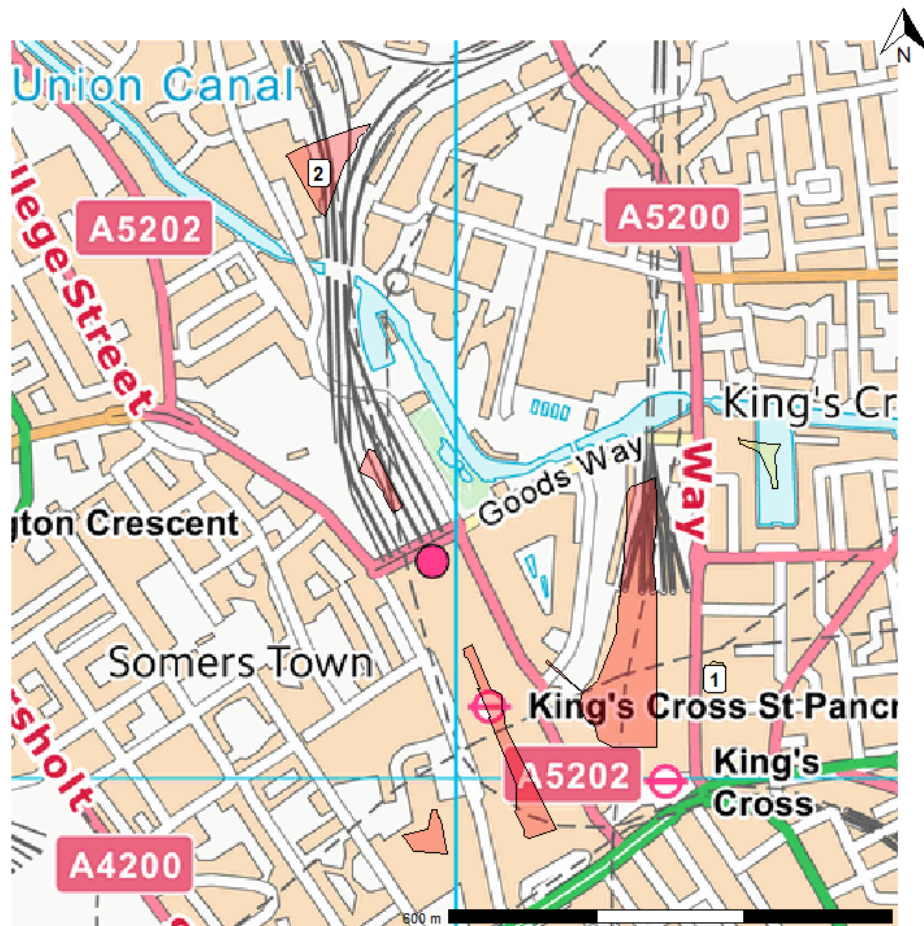 N
Union Canal
2
A5202
A5200
llege Street
King's Cr
Way
Goods Way
gton Crescent
Somers Town
1
King's Cross St Pancr
rsholt
A5202
King's
Cross
A4200
600 m